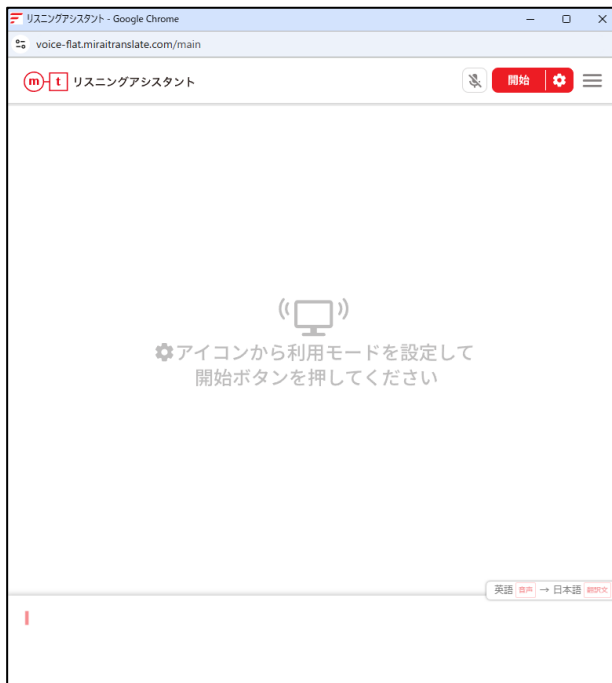 リスニングアシスタント - Google Chrome
voice-flat.miraitranslate.com/main
m t リスニングアシスタント 開始
アイコンから利用モードを設定して
開始ボタンを押してください
英語 音声 → 日本語 翻訳文